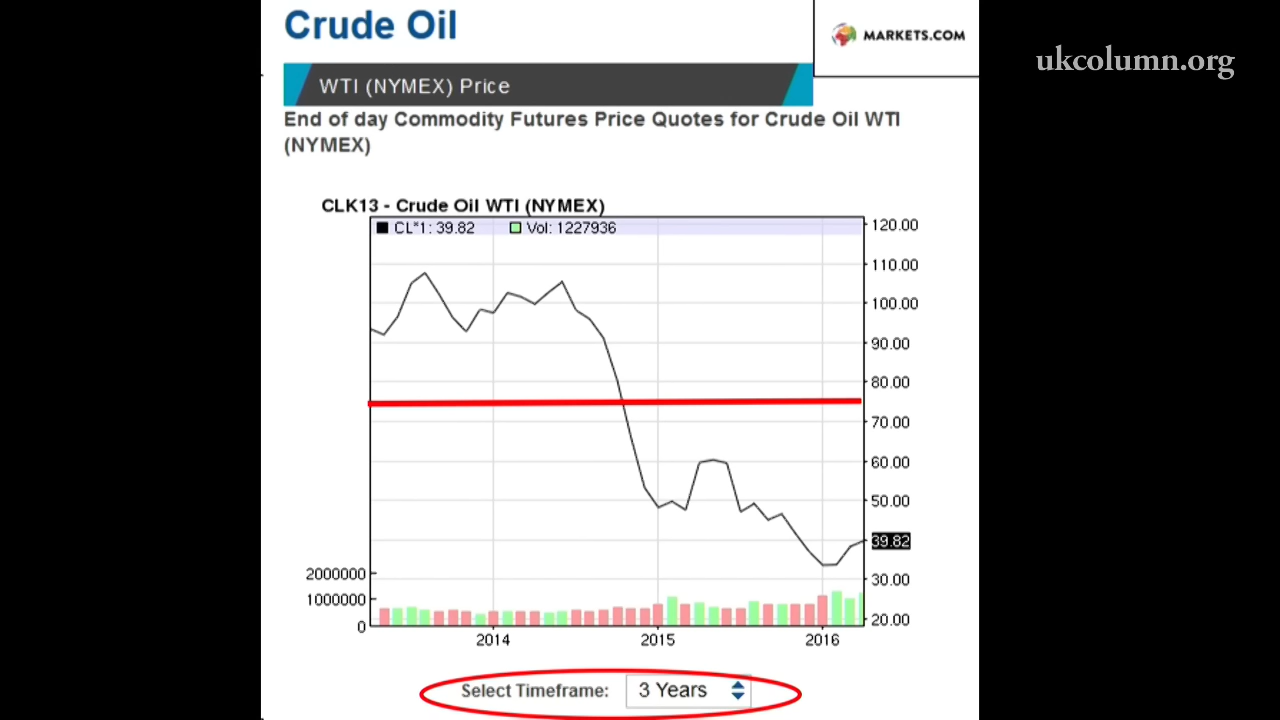 Crude Oil
MARKETS.COM
ukcolumn.org
WTI (NYMEX) Price
End of day Commodity Futures Price Quotes for Crude Oil WTI
(NYMEX)
CLK13 - Crude Oil WTI (NYMEX)
CL*1: 39.82 Vol: 1227936
120.00
110.00
100.00
90.00
80.00
70.00
60.00
50.00
39.82
30.00
20.00
2000000
1000000
0
2014 2015 2016
Select Timeframe: 3 Years